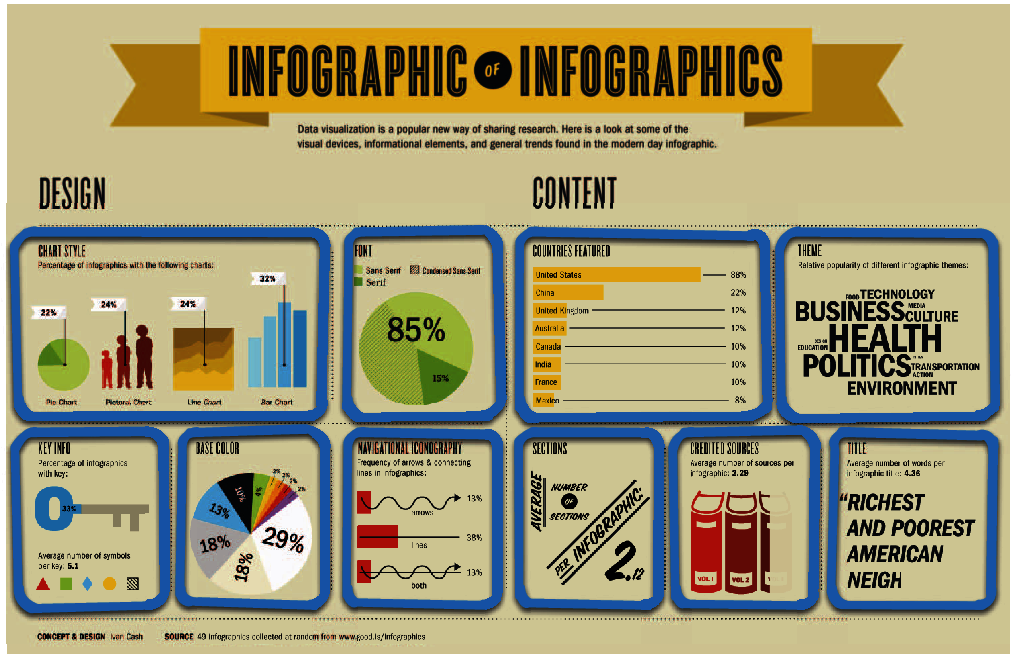 INFOGRAPHIC OF INFOGRAPHICS
Data visualization is a popular new way of sharing research. Here is a look at some of the
visual devices, informational elements, and general trends found in the modern day infographic.
DESIGN
CHART STYLE
Percentage of infographics with the following charts:
22%
24%
24%
32%
Pie Chart
Pictoral Chart
Line Chart
Bar Chart
FONT
Sans Serif
Condensed Sans Serif
Serif
85%
15%
KEY INFO
Percentage of infographics
with key:
33%
Average number of symbols
per key: 5.1
BASE COLOR
10%
4%
3%
2%
2%
2%
13%
18%
18%
29%
NAVIGATIONAL ICONOGRAPHY
Frequency of arrows & connecting
lines in infographics:
13%
arrows
38%
lines
13%
both
CONTENT
COUNTRIES FEATURED
United States 88%
China 22%
United Kingdom 12%
Australia 12%
Canada 10%
India 10%
France 10%
Mexico 8%
THEME
Relative popularity of different infographic themes:
FOOD TECHNOLOGY
BUSINESS MEDIA
CULTURE
EDUCATION HEALTH
POLITICS TRANSPORTATION
ACTION
ENVIRONMENT
SECTIONS
AVERAGE
NUMBER
OF
SECTIONS
PER INFOGRAPHIC:
2.12
CREDITED SOURCES
Average number of sources per
infographic: 2.29
VOL 1
VOL 2
TITLE
Average number of words per
infographic title: 4.36
"RICHEST
AND POOREST
AMERICAN
NEIGH
CONCEPT & DESIGN Ivan Cash SOURCE 49 infographics collected at random from www.good.is/infographics